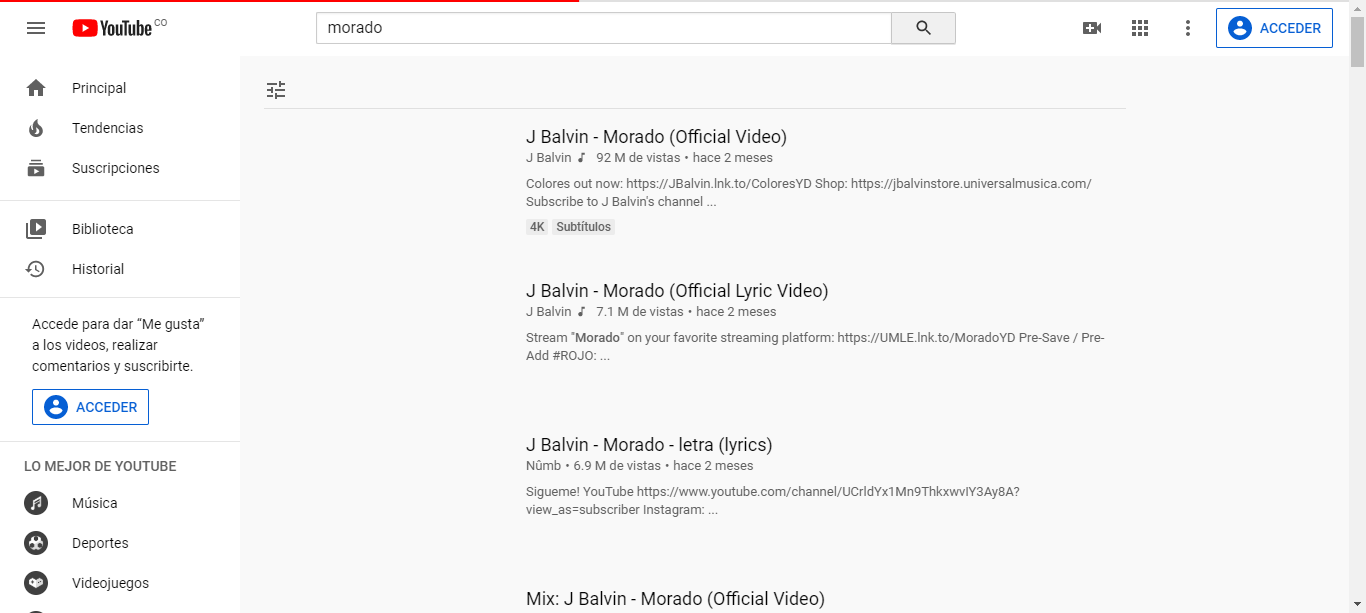 YouTube CO
morado
ACCEDER
Principal
Tendencias
Suscripciones
Biblioteca
Historial
Accede para dar “Me gusta”
a los videos, realizar
comentarios y suscribirte.
ACCEDER
LO MEJOR DE YOUTUBE
Música
Deportes
Videojuegos
J Balvin - Morado (Official Video)
J Balvin 92 M de vistas • hace 2 meses
Colores out now: https://JBalvin.lnk.to/ColoresYD Shop: https://jbalvinstore.universalmusica.com/
Subscribe to J Balvin's channel ...
4K Subtítulos
J Balvin - Morado (Official Lyric Video)
J Balvin 7.1 M de vistas • hace 2 meses
Stream "Morado" on your favorite streaming platform: https://UMLE.lnk.to/MoradoYD Pre-Save / Pre-
Add #ROJO: ...
J Balvin - Morado - letra (lyrics)
Nûmb • 6.9 M de vistas • hace 2 meses
Sigueme! YouTube https://www.youtube.com/channel/UCrldYx1Mn9ThkxwvIY3Ay8A?
view_as=subscriber Instagram: ...
Mix: J Balvin - Morado (Official Video)